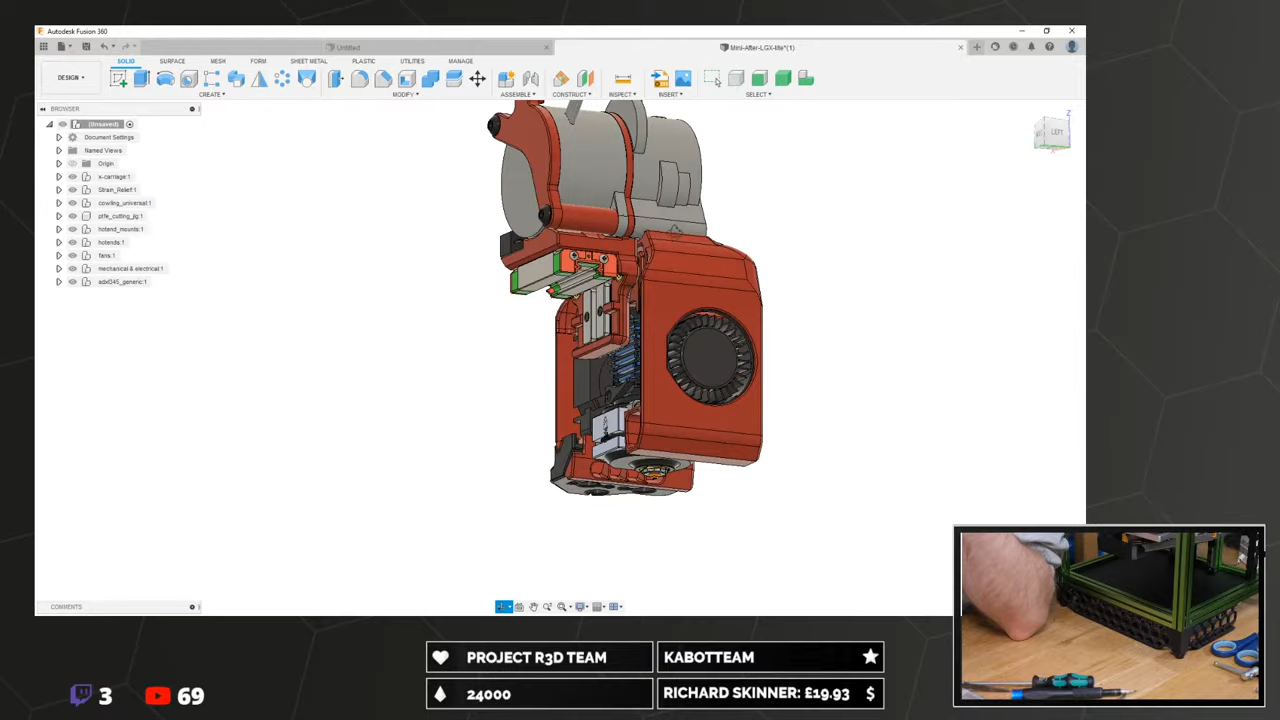 Autodesk Fusion 360
Untitled
Mini-After-LGX-lite*(1)
SOLID SURFACE MESH FORM SHEET METAL PLASTIC UTILITIES MANAGE
DESIGN
CREATE MODIFY ASSEMBLE CONSTRUCT INSPECT INSERT SELECT
BROWSER
(Unsaved)
Document Settings
Named Views
Origin
x-carriage:1
Strain_Relief:1
cowling_universal:1
ptfe_cutting_jig:1
hotend_mounts:1
hotends:1
fans:1
mechanical & electrical:1
adxl345_generic:1
Z
LEFT
COMMENTS
PROJECT R3D TEAM
KABOTTEAM
24000
RICHARD SKINNER: £19.93 $
3
69